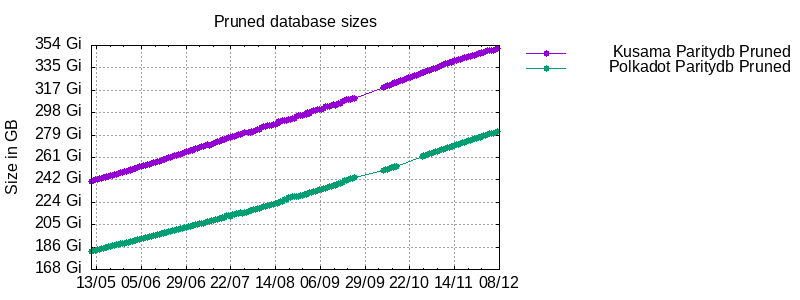 Pruned database sizes
354 Gi
335 Gi
317 Gi
298 Gi
279 Gi
261 Gi
242 Gi
224 Gi
205 Gi
186 Gi
168 Gi
Size in GB
13/05 05/06 29/06 22/07 14/08 06/09 29/09 22/10 14/11 08/12
Kusama Paritydb Pruned
Polkadot Paritydb Pruned